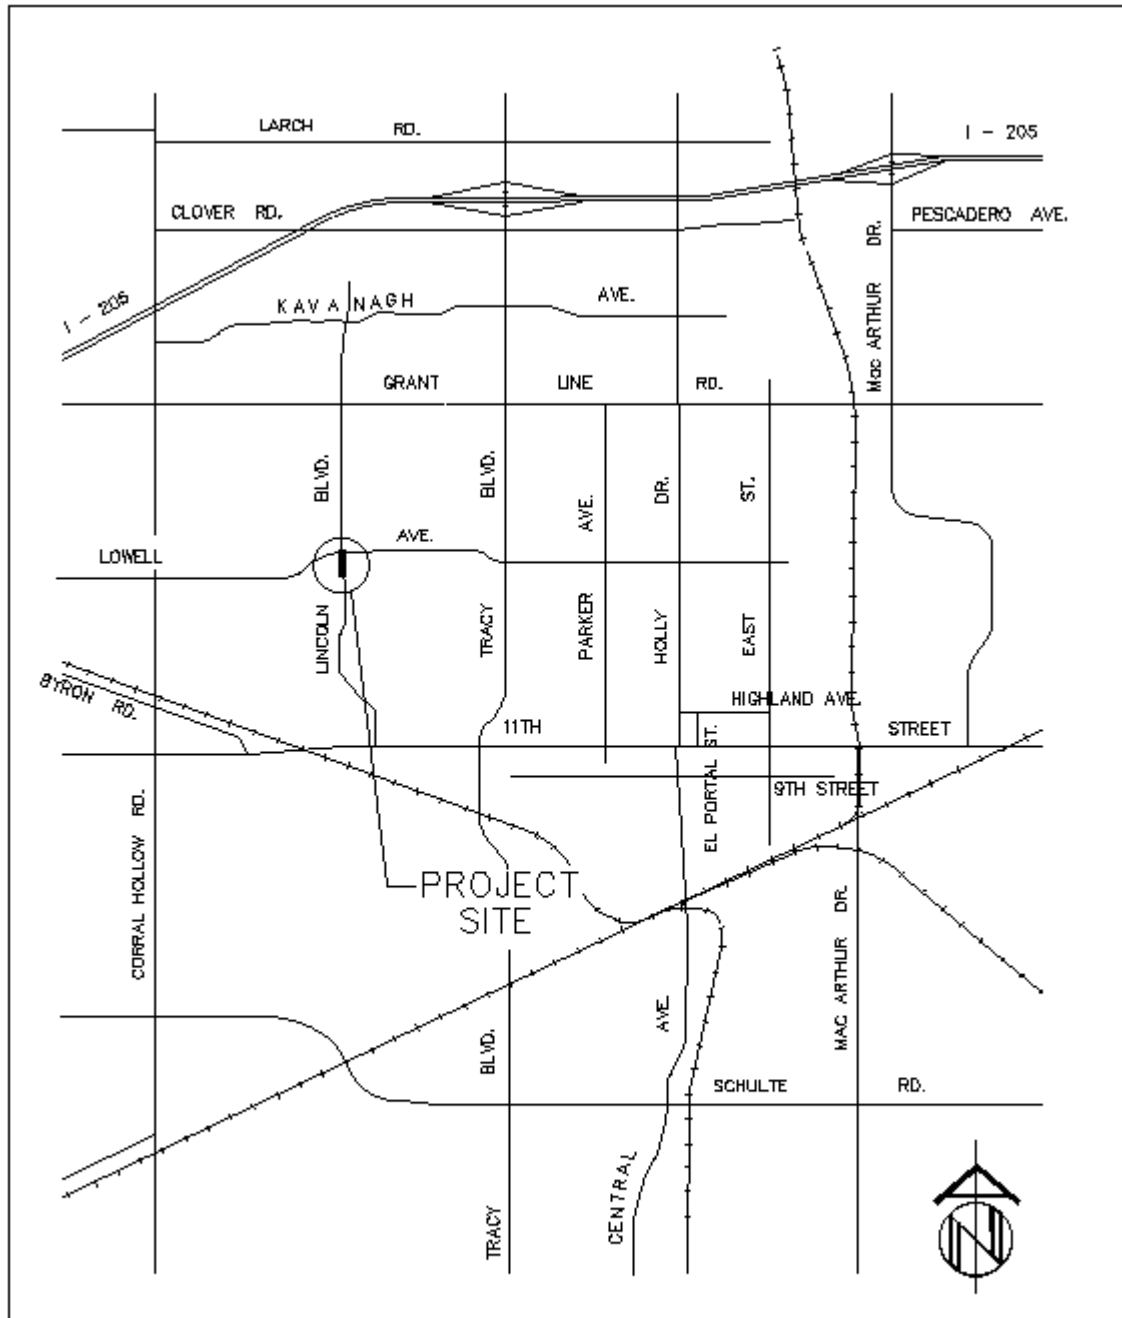 I - 205
LARCH RD.
CLOVER RD.
PESCADERO AVE.
Mac ARTHUR DR.
I - 205
KAVANAGH AVE.
GRANT LINE RD.
LINCOLN BLVD.
TRACY BLVD.
PARKER AVE.
HOLLY DR.
EAST ST.
LOWELL AVE.
BYRON RD.
HIGHLAND AVE.
11TH STREET
EL PORTAL ST.
9TH STREET
CORRAL HOLLOW RD.
PROJECT
SITE
MAC ARTHUR DR.
TRACY BLVD.
CENTRAL AVE.
SCHULTE RD.
N